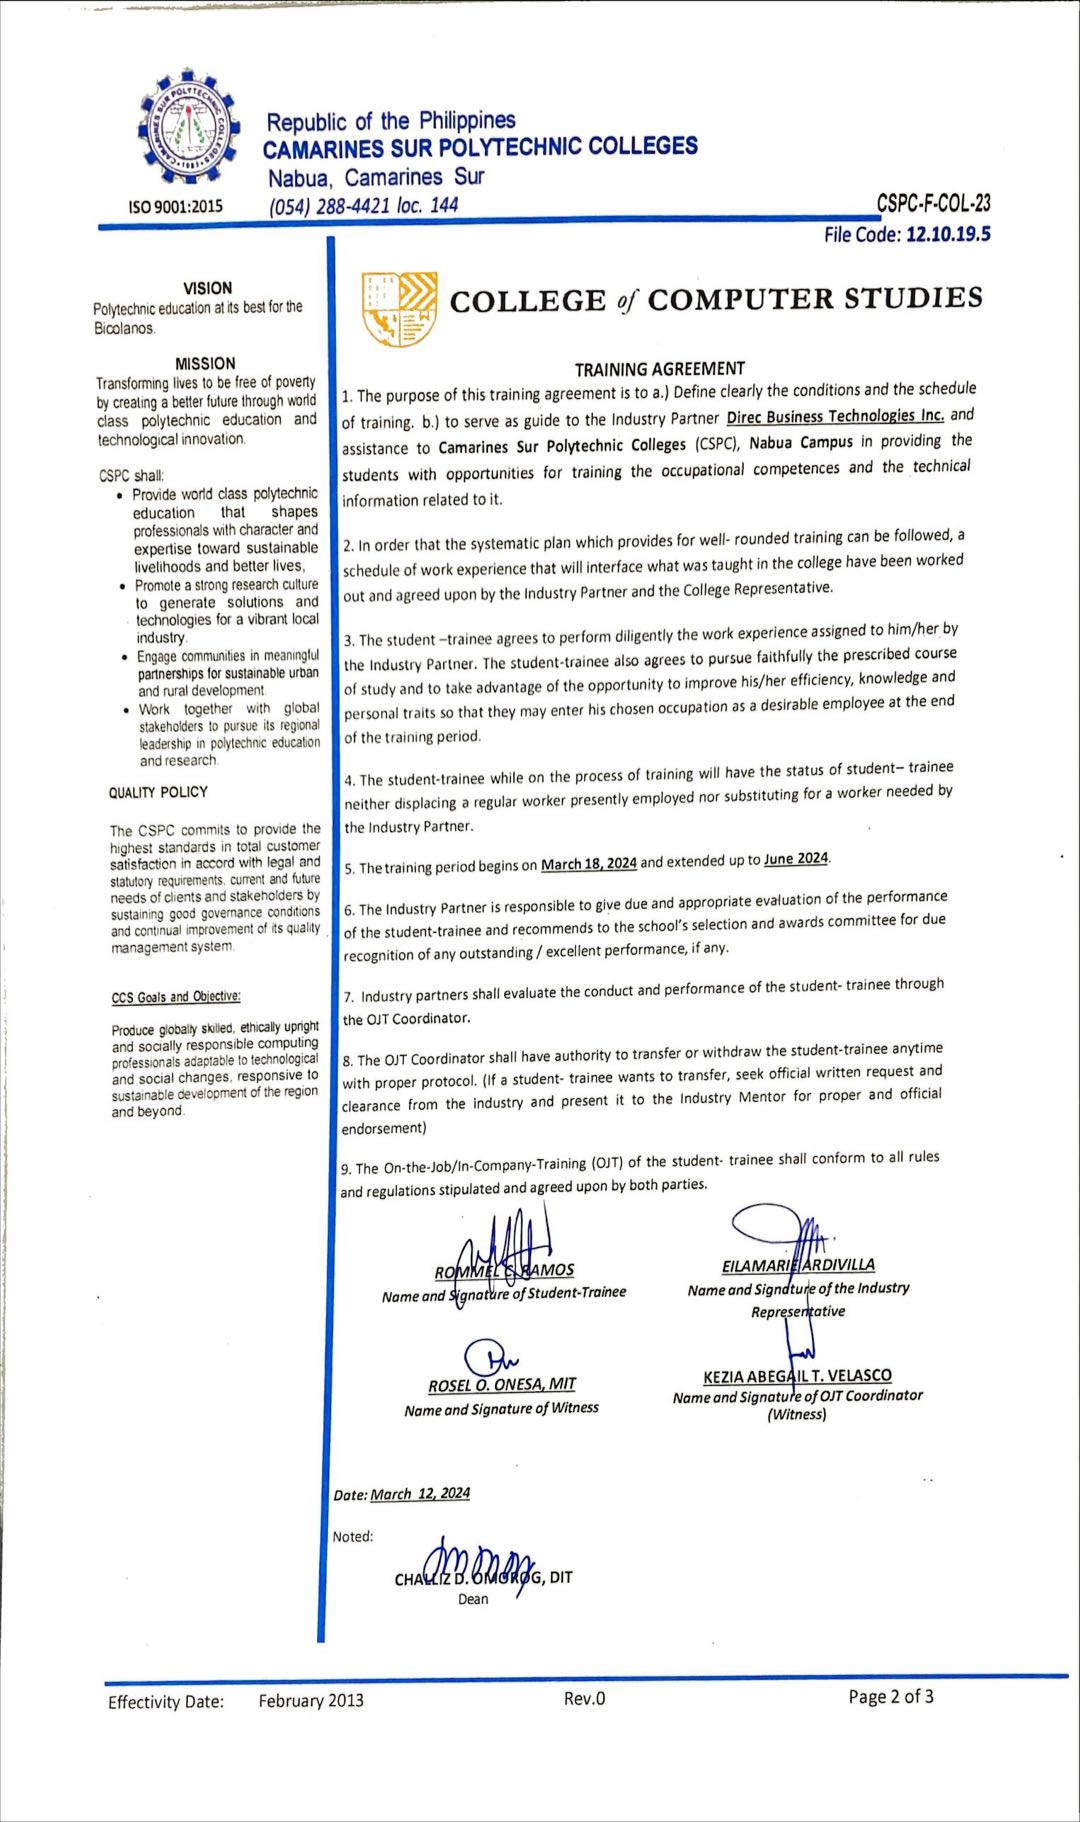 CAMARINES SUR POLYTECHNIC COLLEGES
Republic of the Philippines
CAMARINES SUR POLYTECHNIC COLLEGES
Nabua, Camarines Sur
ISO 9001:2015
(054) 288-4421 loc. 144
CSPC-F-COL-23
File Code: 12.10.19.5
VISION
Polytechnic education at its best for the
Bicolanos.
MISSION
Transforming lives to be free of poverty
by creating a better future through world
class polytechnic education and
technological innovation.
CSPC shall:
• Provide world class polytechnic
education that shapes
professionals with character and
expertise toward sustainable
livelihoods and better lives,
• Promote a strong research culture
to generate solutions and
technologies for a vibrant local
industry.
• Engage communities in meaningful
partnerships for sustainable urban
and rural development.
• Work together with global
stakeholders to pursue its regional
leadership in polytechnic education
and research.
QUALITY POLICY
The CSPC commits to provide the
highest standards in total customer
satisfaction in accord with legal and
statutory requirements, current and future
needs of clients and stakeholders by
sustaining good governance conditions
and continual improvement of its quality
management system.
CCS Goals and Objective:
Produce globally skilled, ethically upright
and socially responsible computing
professionals adaptable to technological
and social changes, responsive to
sustainable development of the region
and beyond.
COLLEGE of COMPUTER STUDIES
TRAINING AGREEMENT
1. The purpose of this training agreement is to a.) Define clearly the conditions and the schedule
of training. b.) to serve as guide to the Industry Partner Direc Business Technologies Inc. and
assistance to Camarines Sur Polytechnic Colleges (CSPC), Nabua Campus in providing the
students with opportunities for training the occupational competences and the technical
information related to it.
2. In order that the systematic plan which provides for well- rounded training can be followed, a
schedule of work experience that will interface what was taught in the college have been worked
out and agreed upon by the Industry Partner and the College Representative.
3. The student –trainee agrees to perform diligently the work experience assigned to him/her by
the Industry Partner. The student-trainee also agrees to pursue faithfully the prescribed course
of study and to take advantage of the opportunity to improve his/her efficiency, knowledge and
personal traits so that they may enter his chosen occupation as a desirable employee at the end
of the training period.
4. The student-trainee while on the process of training will have the status of student– trainee
neither displacing a regular worker presently employed nor substituting for a worker needed by
the Industry Partner.
5. The training period begins on March 18, 2024 and extended up to June 2024.
6. The Industry Partner is responsible to give due and appropriate evaluation of the performance
of the student-trainee and recommends to the school's selection and awards committee for due
recognition of any outstanding / excellent performance, if any.
7. Industry partners shall evaluate the conduct and performance of the student- trainee through
the OJT Coordinator.
8. The OJT Coordinator shall have authority to transfer or withdraw the student-trainee anytime
with proper protocol. (If a student- trainee wants to transfer, seek official written request and
clearance from the industry and present it to the Industry Mentor for proper and official
endorsement)
9. The On-the-Job/In-Company-Training (OJT) of the student- trainee shall conform to all rules
and regulations stipulated and agreed upon by both parties.
ROMMEL RAMOS
Name and Signature of Student-Trainee
EILAMARIE ARDIVILLA
Name and Signature of the Industry
Representative
ROSEL O. ONESA, MIT
Name and Signature of Witness
KEZIA ABEGAIL T. VELASCO
Name and Signature of OJT Coordinator
(Witness)
Date: March 12, 2024
Noted:
CHALLIZ D. OMOROG, DIT
Dean
Effectivity Date: February 2013 Rev.0 Page 2 of 3